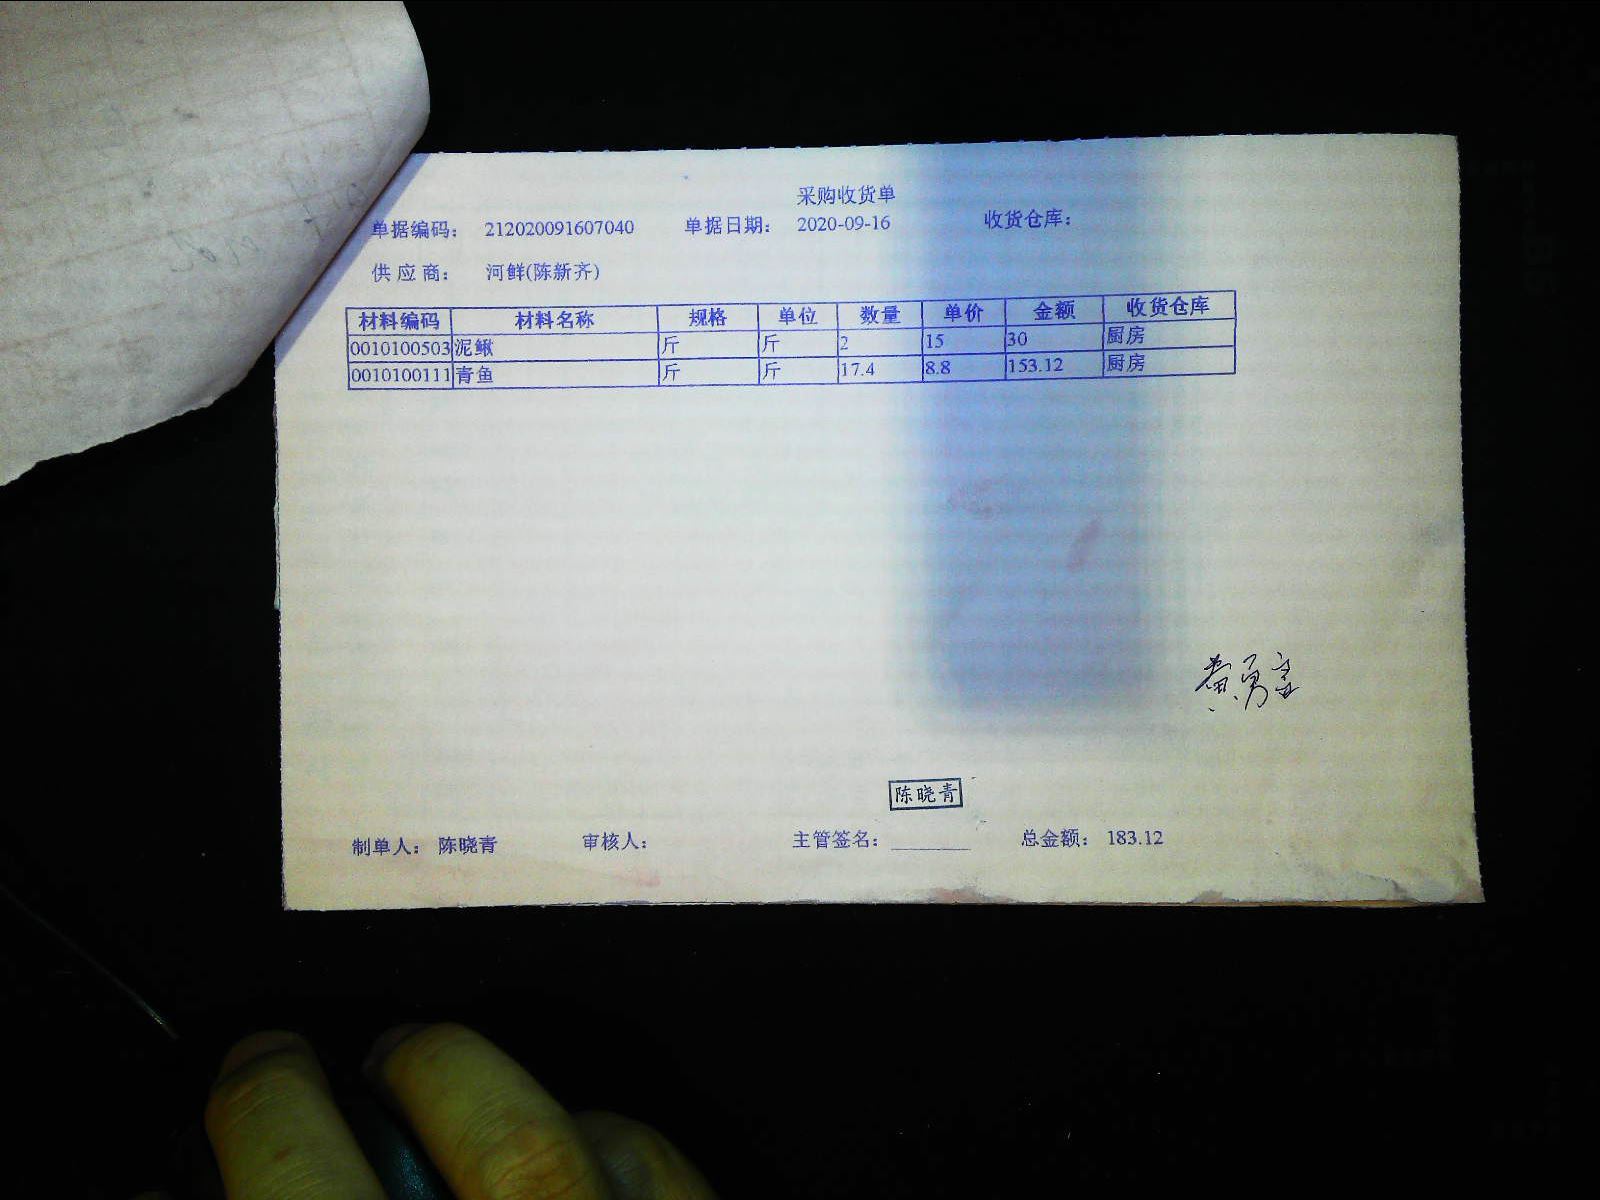 采购收货单
单据编码： 212020091607040 单据日期： 2020-09-16 收货仓库：
供 应 商： 河鲜(陈新齐)
材料编码 材料名称 规格 单位 数量 单价 金额 收货仓库
0010100503 泥鳅 斤 斤 2 15 30 厨房
0010100111 青鱼 斤 斤 17.4 8.8 153.12 厨房
陈晓青
制单人： 陈晓青 审核人： 主管签名： 总金额： 183.12